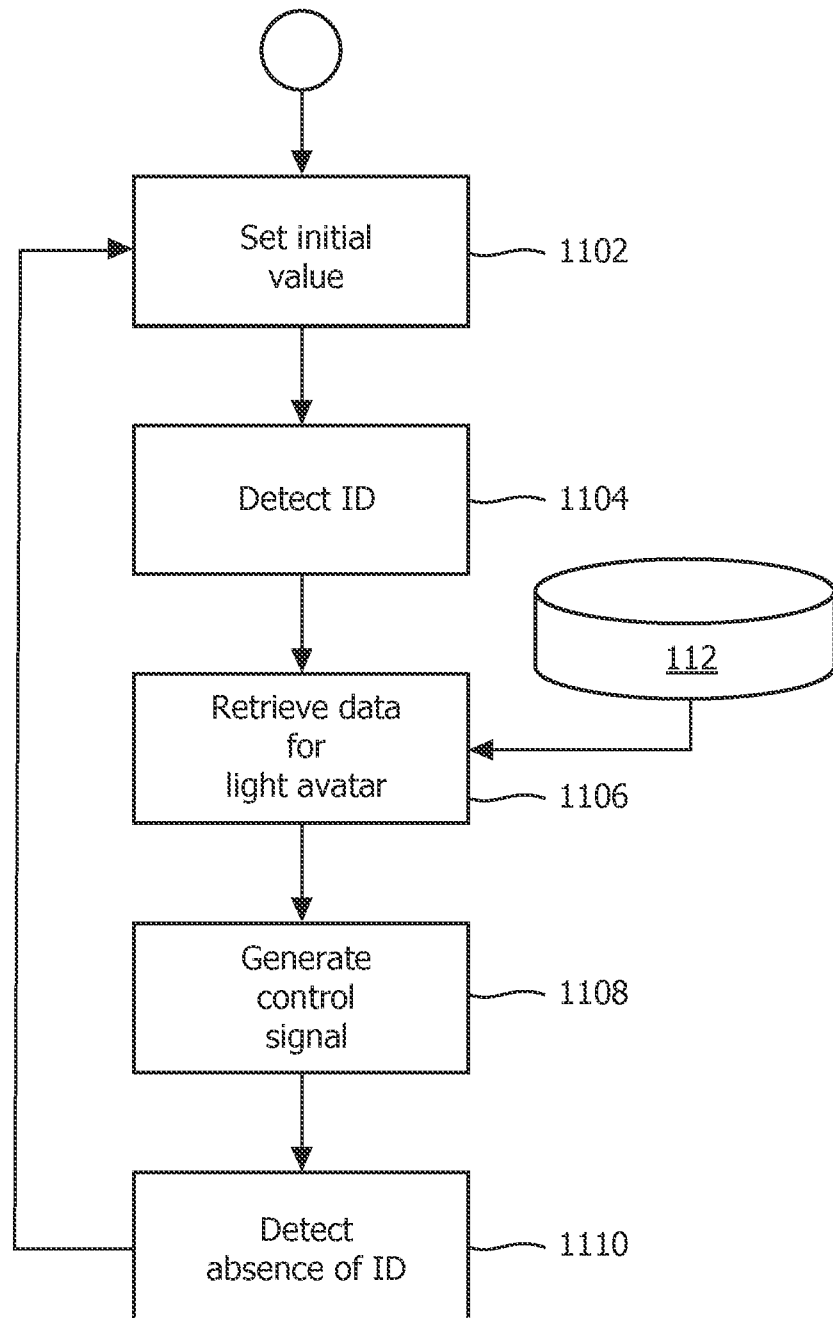 Set initial
value
1102
Detect ID
1104
112
Retrieve data
for
light avatar
1106
Generate
control
signal
1108
Detect
absence of ID
1110